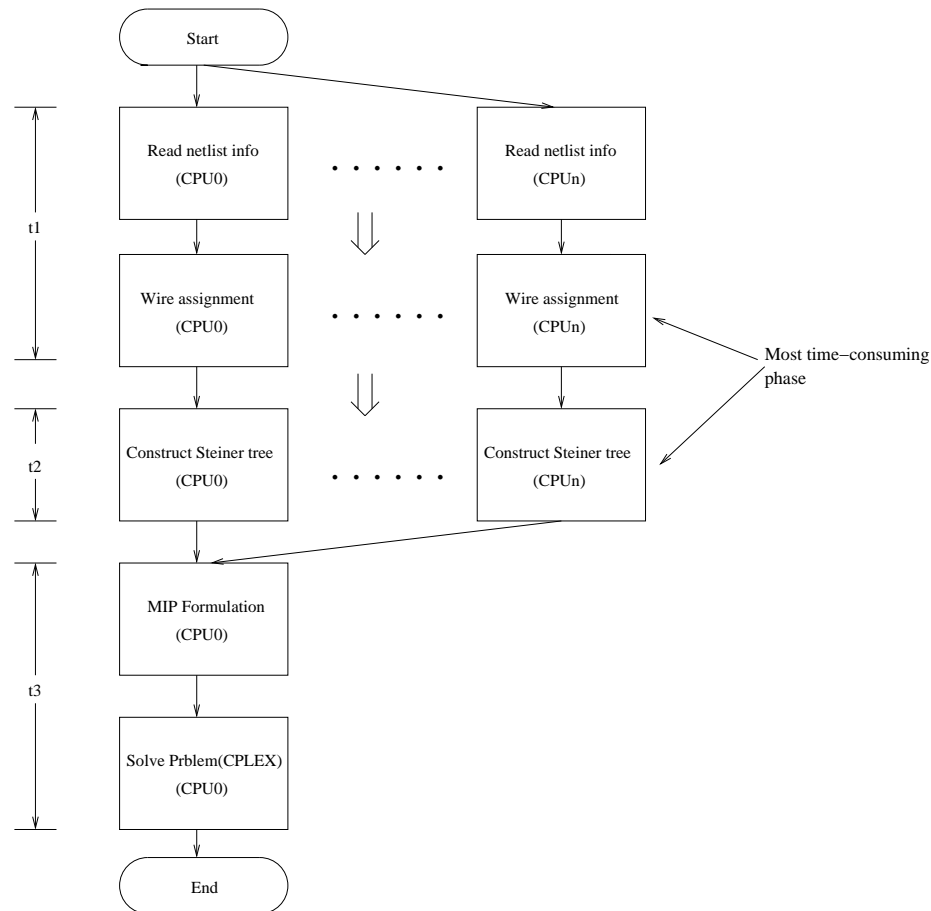 Start
Read netlist info
(CPU0)
Read netlist info
(CPUn)
t1
Wire assignment
(CPU0)
Wire assignment
(CPUn)
Most time-consuming
phase
Construct Steiner tree
(CPU0)
Construct Steiner tree
(CPUn)
t2
MIP Formulation
(CPU0)
t3
Solve Prblem(CPLEX)
(CPU0)
End